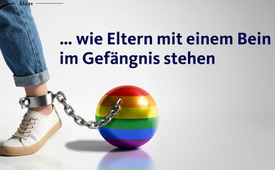 ... wie Eltern mit einem Bein
im Gefängnis stehen